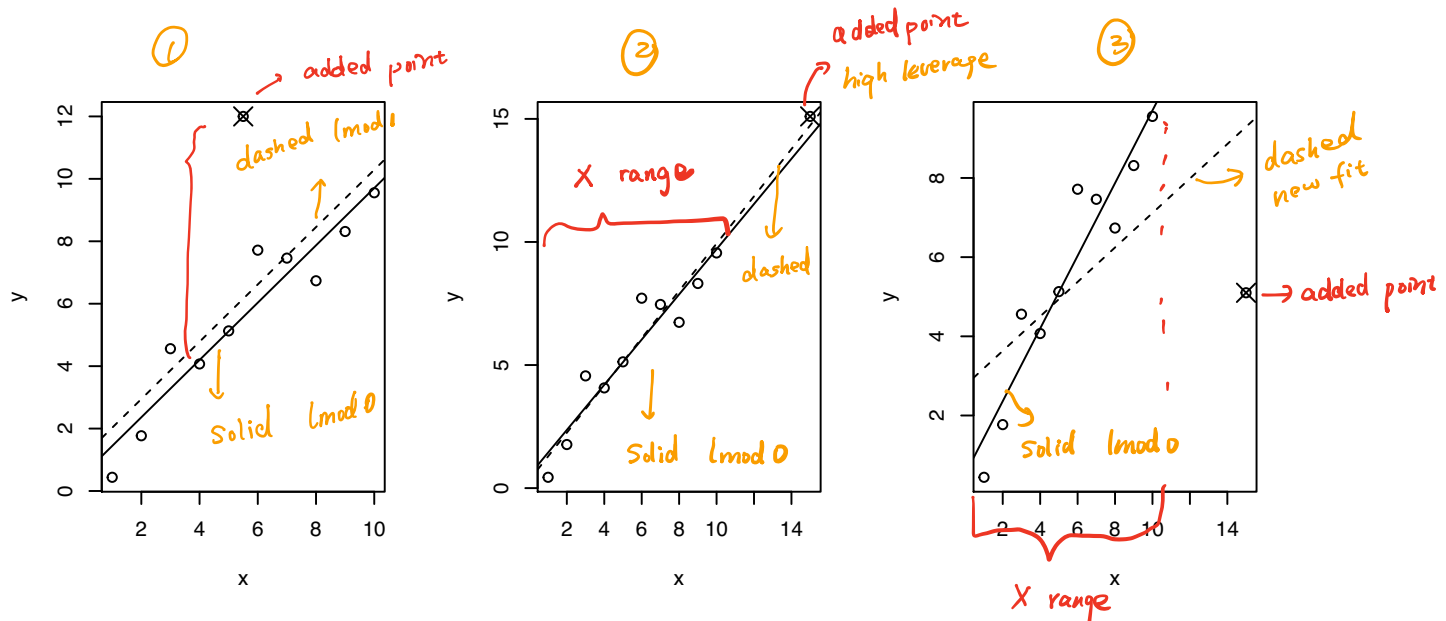 ①
added point
dashed lmod1
solid lmod0
12
10
8
6
4
2
0
y
2 4 6 8 10
x
②
added point
high leverage
X range
dashed
solid lmod0
15
10
5
0
y
2 4 6 8 10 14
x
③
dashed
new fit
added point
solid lmod0
8
6
4
2
y
2 4 6 8 10 14
x
X range